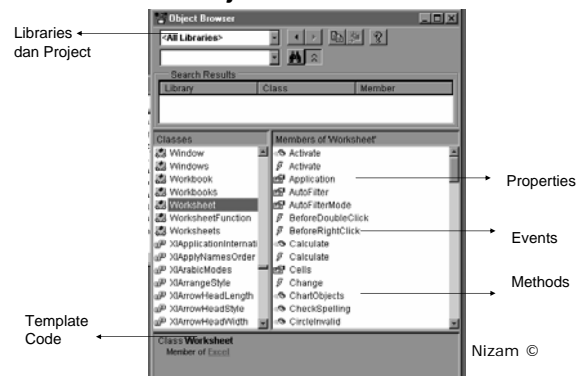 Object Browser
Libraries
dan Project
<All Libraries>
Search Results
Library Class Member
Classes
Window
Windows
Workbook
Workbooks
Worksheet
WorksheetFunction
Worksheets
XlApplicationInternati
XlApplyNamesOrder
XlArabicModes
XlArrangeStyle
XlArrowHeadLength
XlArrowHeadStyle
XlArrowHeadWidth
Members of 'Worksheet'
Activate
Activate
Application
AutoFilter
AutoFilterMode
BeforeDoubleClick
BeforeRightClick
Calculate
Calculate
Cells
Change
ChartObjects
CheckSpelling
CircleInvalid
Properties
Events
Methods
Template
Code
Class Worksheet
Member of Excel
Nizam ©